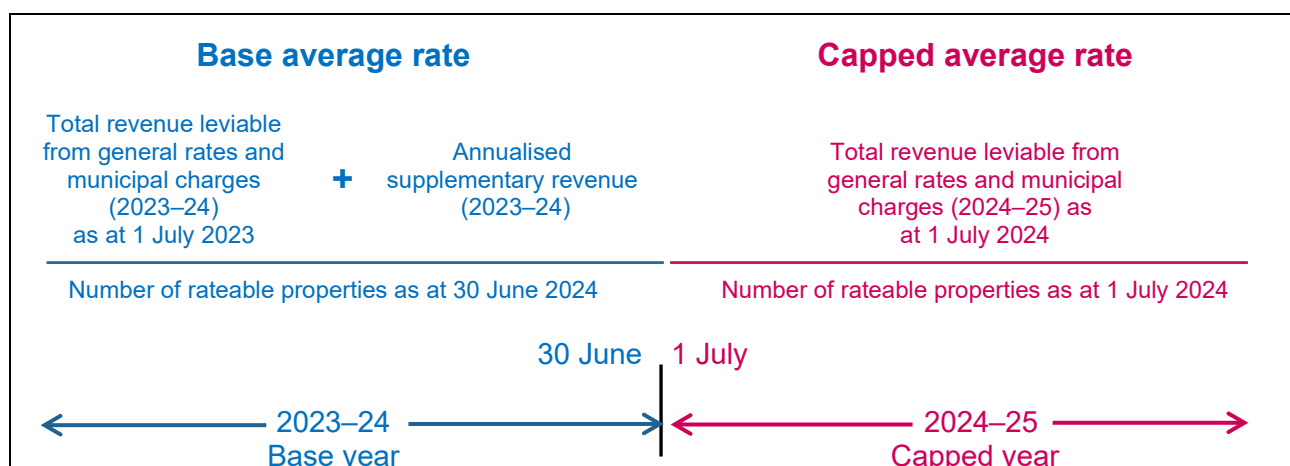 Base average rate
Total revenue leviable
from general rates and
municipal charges
(2023–24)
as at 1 July 2023
+
Annualised
supplementary revenue
(2023–24)
Number of rateable properties as at 30 June 2024
Capped average rate
Total revenue leviable from
general rates and municipal
charges (2024–25) as
at 1 July 2024
Number of rateable properties as at 1 July 2024
30 June
1 July
2023–24
Base year
2024–25
Capped year